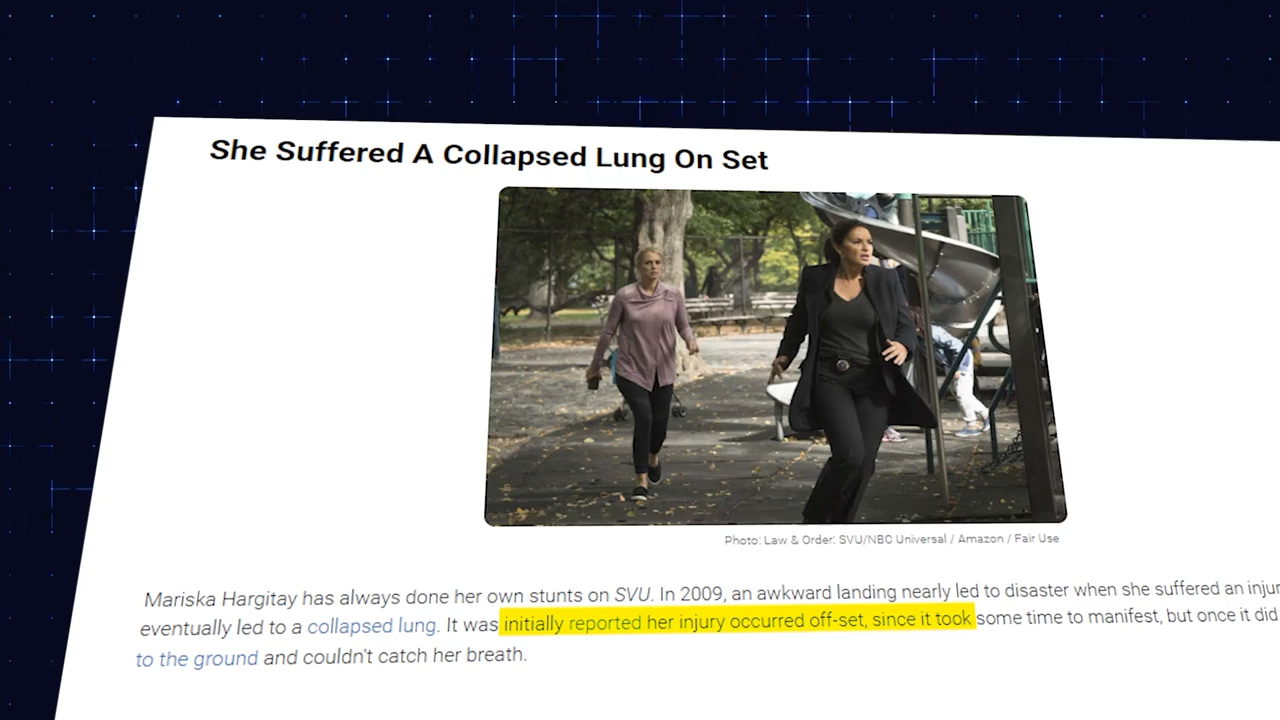 She Suffered A Collapsed Lung On Set
Photo: Law & Order: SVU/NBC Universal / Amazon / Fair Use
Mariska Hargitay has always done her own stunts on SVU. In 2009, an awkward landing nearly led to disaster when she suffered an injur
eventually led to a collapsed lung. It was initially reported her injury occurred off-set, since it took some time to manifest, but once it did
to the ground and couldn't catch her breath.